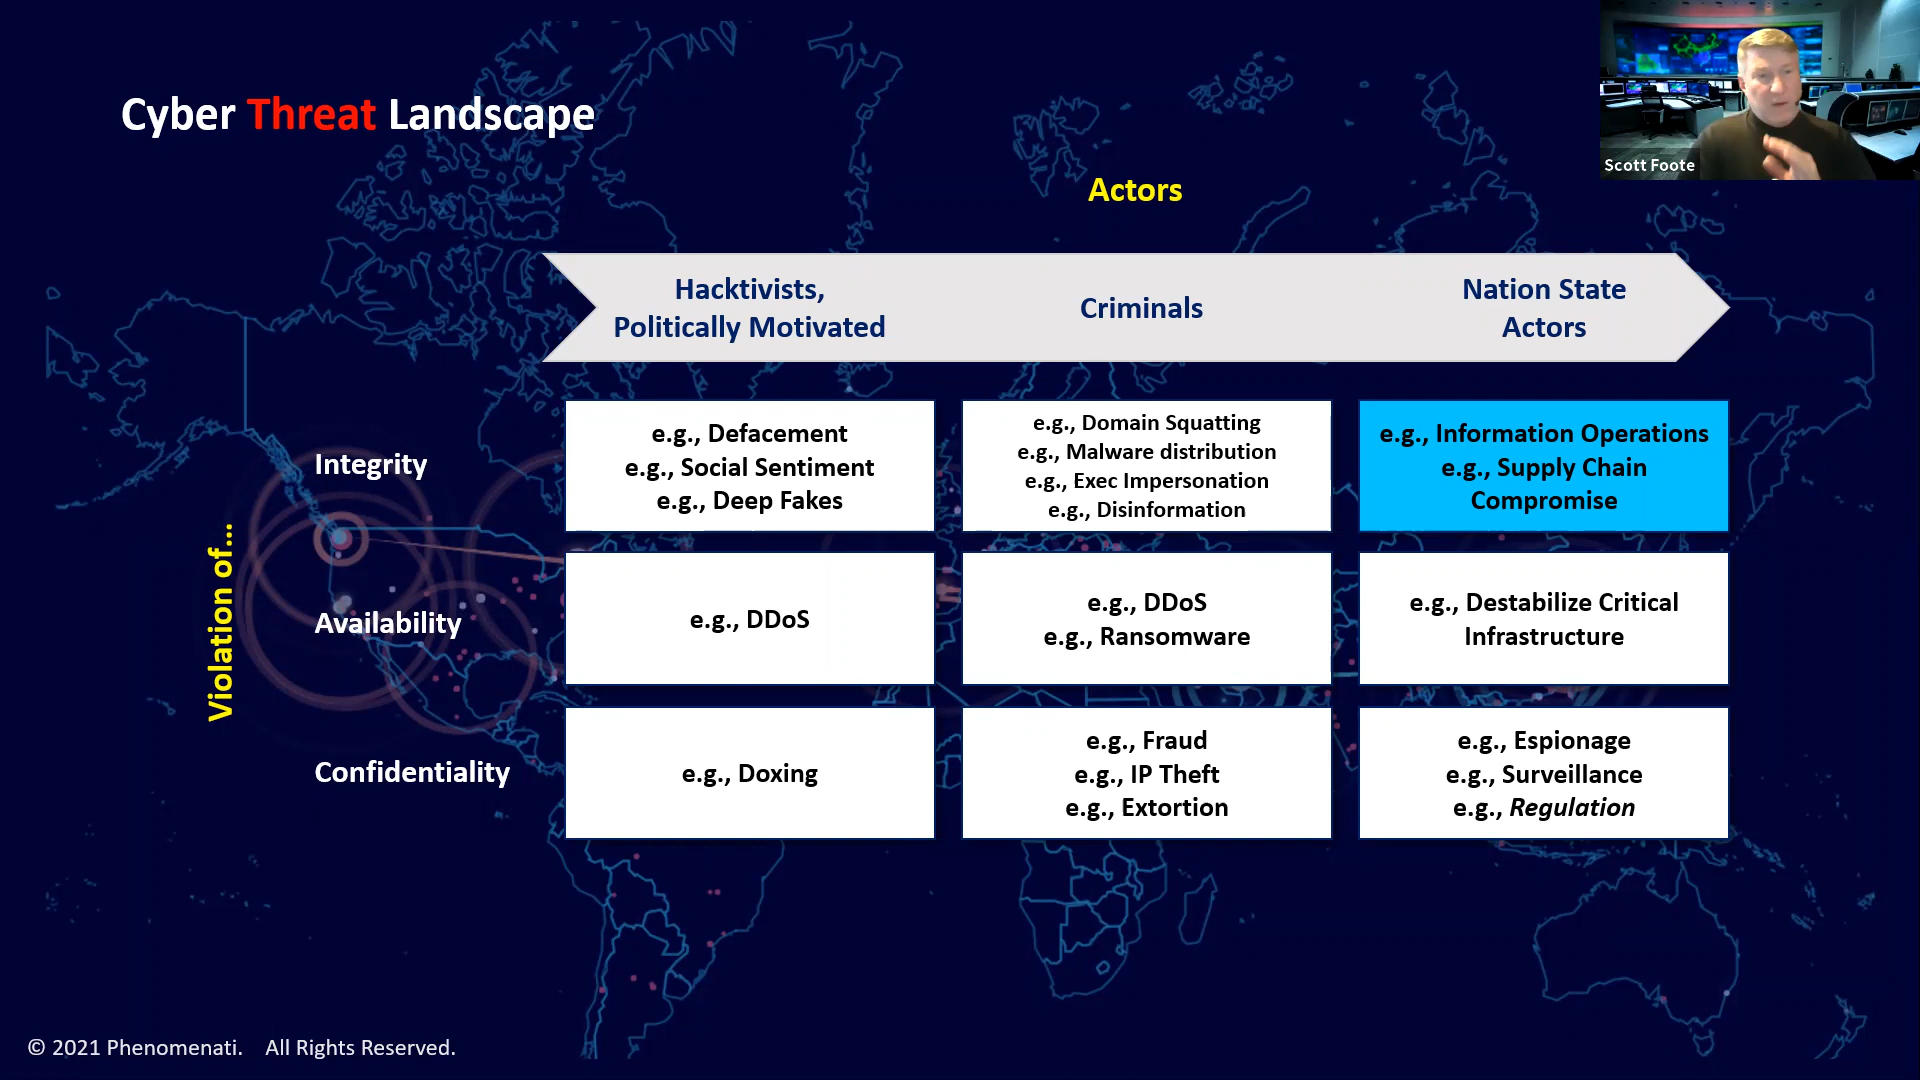 Cyber Threat Landscape
Scott Foote
Actors
Hacktivists,
Politically Motivated
Criminals
Nation State
Actors
Violation of...
Integrity
e.g., Defacement
e.g., Social Sentiment
e.g., Deep Fakes
e.g., Domain Squatting
e.g., Malware distribution
e.g., Exec Impersonation
e.g., Disinformation
e.g., Information Operations
e.g., Supply Chain
Compromise
Availability
e.g., DDoS
e.g., DDoS
e.g., Ransomware
e.g., Destabilize Critical
Infrastructure
Confidentiality
e.g., Doxing
e.g., Fraud
e.g., IP Theft
e.g., Extortion
e.g., Espionage
e.g., Surveillance
e.g., Regulation
© 2021 Phenomenati. All Rights Reserved.